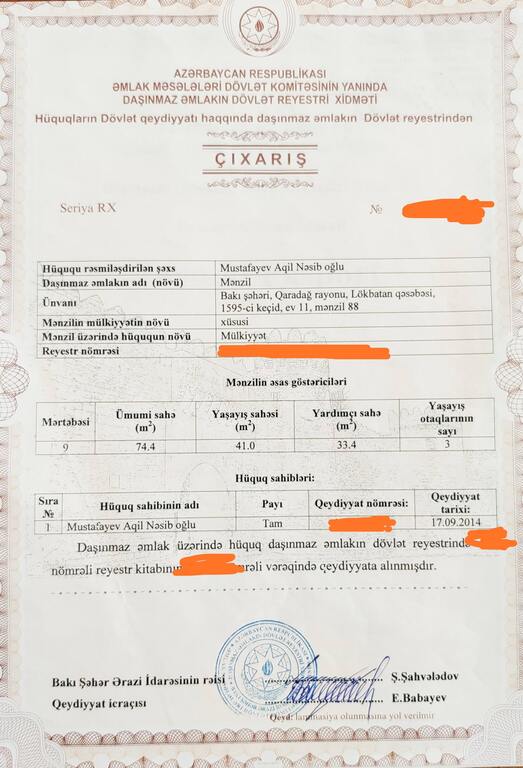 AZƏRBAYCAN RESPUBLİKASI
ƏMLAK MƏSƏLƏLƏRİ DÖVLƏT KOMİTƏSİNİN YANINDA
DAŞINMAZ ƏMLAKIN DÖVLƏT REYESTRİ XİDMƏTİ
Hüquqların Dövlət qeydiyyatı haqqında daşınmaz əmlakın Dövlət reyestrindən
ÇIXARIŞ
Seriya RX №
Hüququ rəsmiləşdirilən şəxs Mustafayev Aqil Nəsib oğlu
Daşınmaz əmlakın adı (növü) Mənzil
Ünvanı Bakı şəhəri, Qaradağ rayonu, Lökbatan qəsəbəsi,
1595-ci keçid, ev 11, mənzil 88
Mənzilin mülkiyyətin növü xüsusi
Mənzil üzərində hüququn növü Mülkiyyət
Reyestr nömrəsi
Mənzilin əsas göstəriciləri
Mərtəbəsi Ümumi sahə (m²) Yaşayış sahəsi (m²) Yardımçı sahə (m²) Yaşayış otaqlarının sayı
9 74.4 41.0 33.4 3
Hüquq sahibləri:
Sıra № Hüquq sahibinin adı Payı Qeydiyyat nömrəsi: Qeydiyyat tarixi:
1 Mustafayev Aqil Nəsib oğlu Tam 17.09.2014
Daşınmaz əmlak üzərində hüquq daşınmaz əmlakın dövlət reyestrində
nömrəli reyestr kitabının vərəqində qeydiyyata alınmışdır.
Bakı Şəhər Ərazi İdarəsinin rəisi Ş.Şahvələdov
Qeydiyyat icraçısı E.Babayev
olunmasına yol verilmir